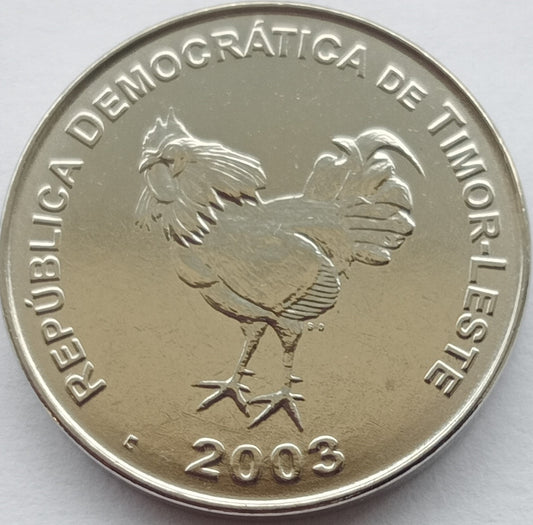 REPÚBLICA DEMOCRÁTICA DE TIMOR-LESTE
2003